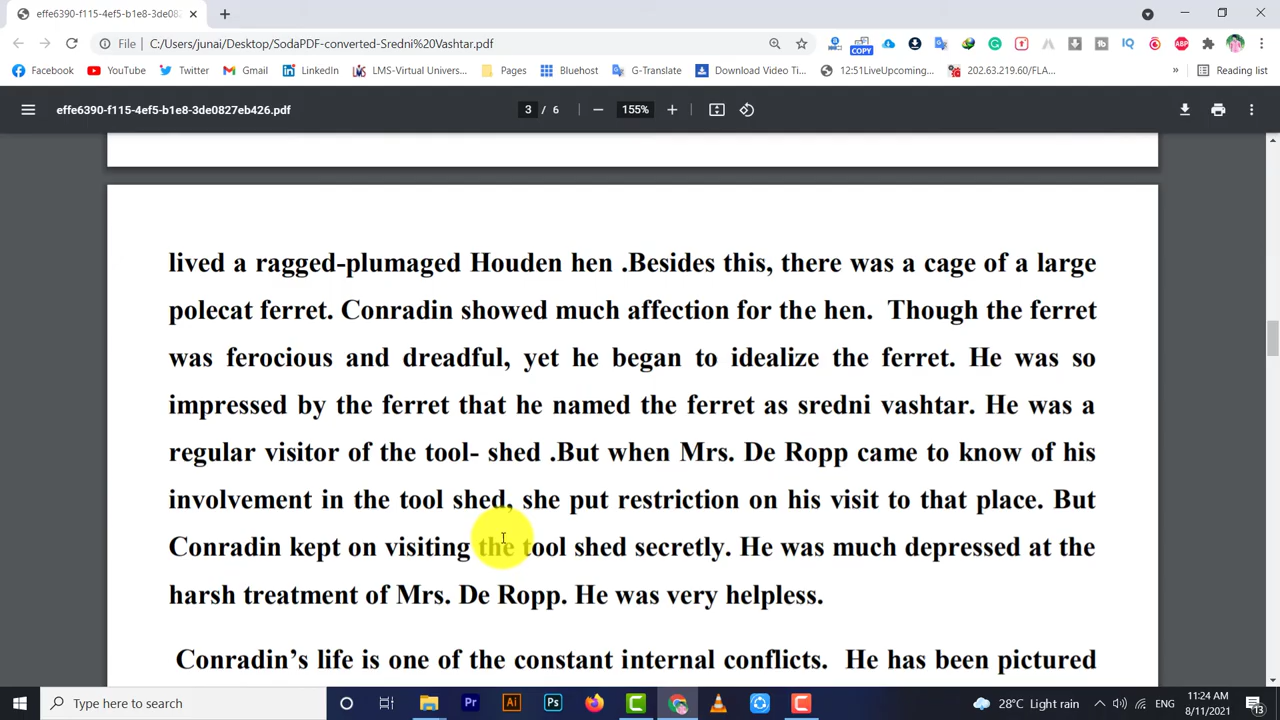 effe6390-f115-4ef5-b1e8-3de082
File C:/Users/junai/Desktop/SodaPDF-converted-Sredni%20Vashtar.pdf
COPY
ABP
Facebook YouTube Twitter Gmail LinkedIn LMS-Virtual Univers... Pages Bluehost G-Translate Download Video Ti... 12:51LiveUpcoming... 202.63.219.60/FLA... » Reading list
effe6390-f115-4ef5-b1e8-3de0827eb426.pdf 3 / 6 155%
lived a ragged-plumaged Houden hen .Besides this, there was a cage of a large
polecat ferret. Conradin showed much affection for the hen. Though the ferret
was ferocious and dreadful, yet he began to idealize the ferret. He was so
impressed by the ferret that he named the ferret as sredni vashtar. He was a
regular visitor of the tool- shed .But when Mrs. De Ropp came to know of his
involvement in the tool shed, she put restriction on his visit to that place. But
Conradin kept on visiting the tool shed secretly. He was much depressed at the
harsh treatment of Mrs. De Ropp. He was very helpless.
Conradin’s life is one of the constant internal conflicts. He has been pictured
Type here to search
Pr Ai Ps
28°C Light rain ENG
11:24 AM
8/11/2021